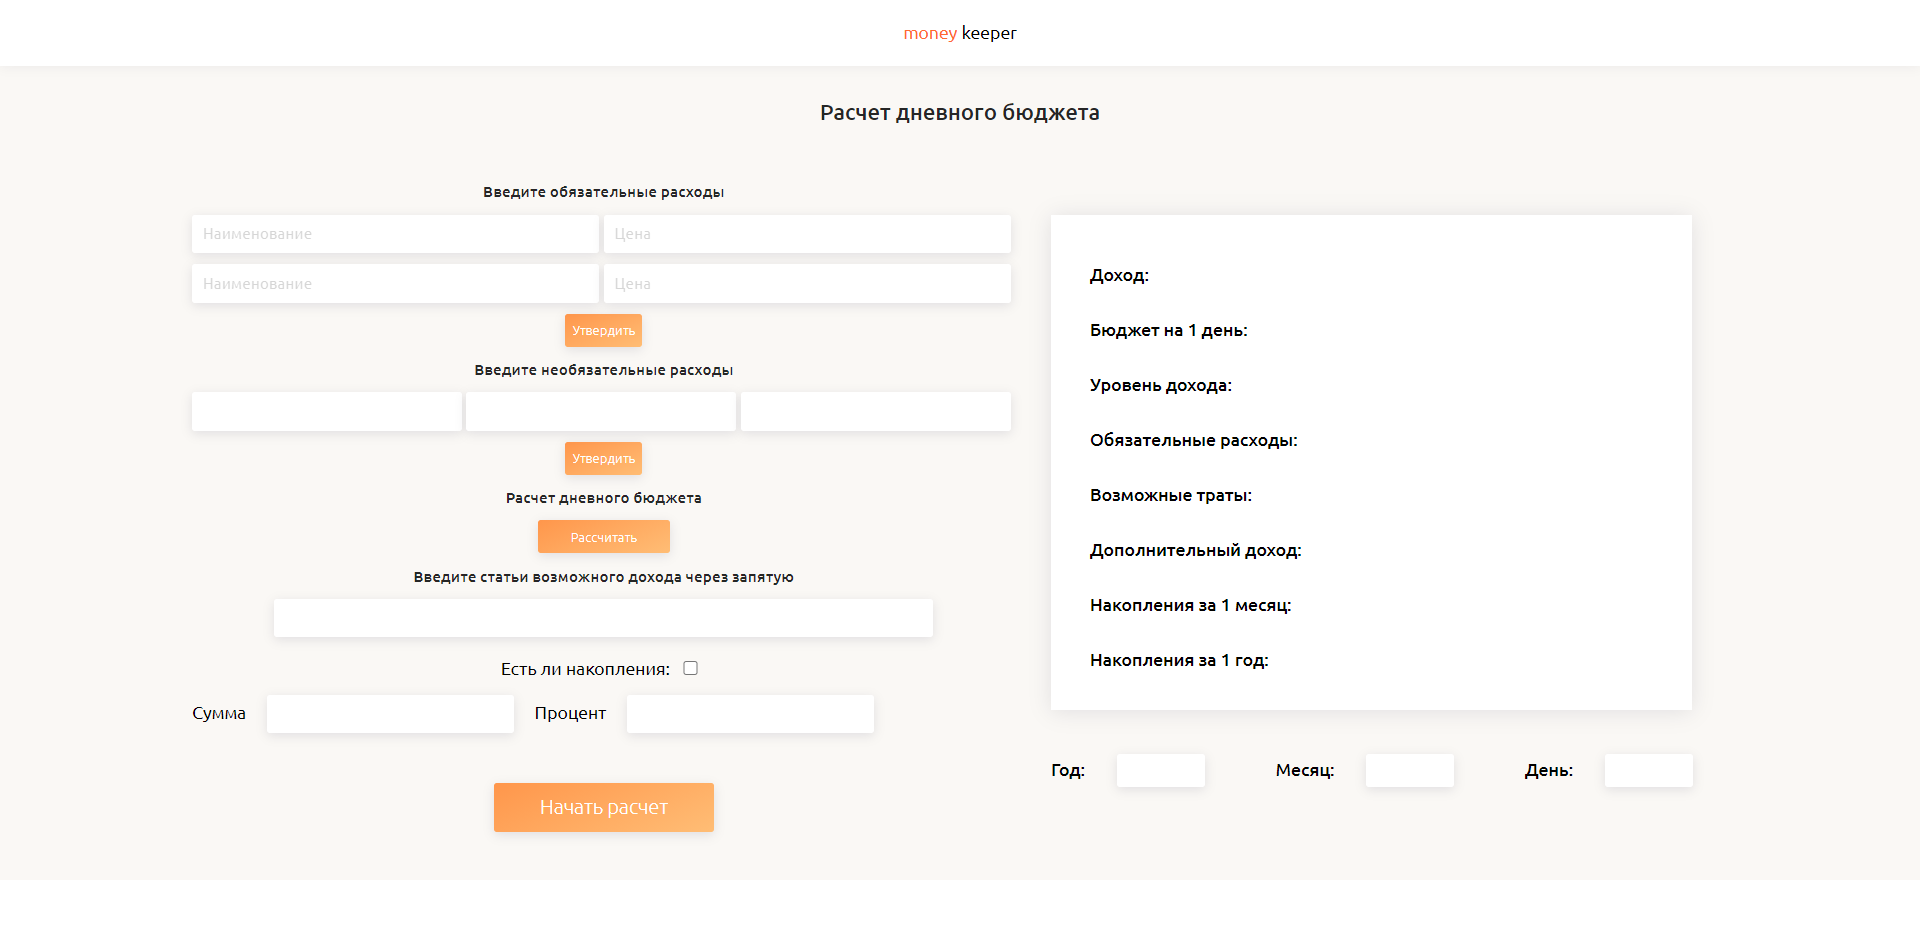 money keeper
Расчет дневного бюджета
Введите обязательные расходы
Наименование Цена
Наименование Цена
Утвердить
Введите необязательные расходы
Утвердить
Расчет дневного бюджета
Рассчитать
Введите статьи возможного дохода через запятую
Есть ли накопления:
Сумма Процент
Начать расчет
Доход:
Бюджет на 1 день:
Уровень дохода:
Обязательные расходы:
Возможные траты:
Дополнительный доход:
Накопления за 1 месяц:
Накопления за 1 год:
Год: Месяц: День: